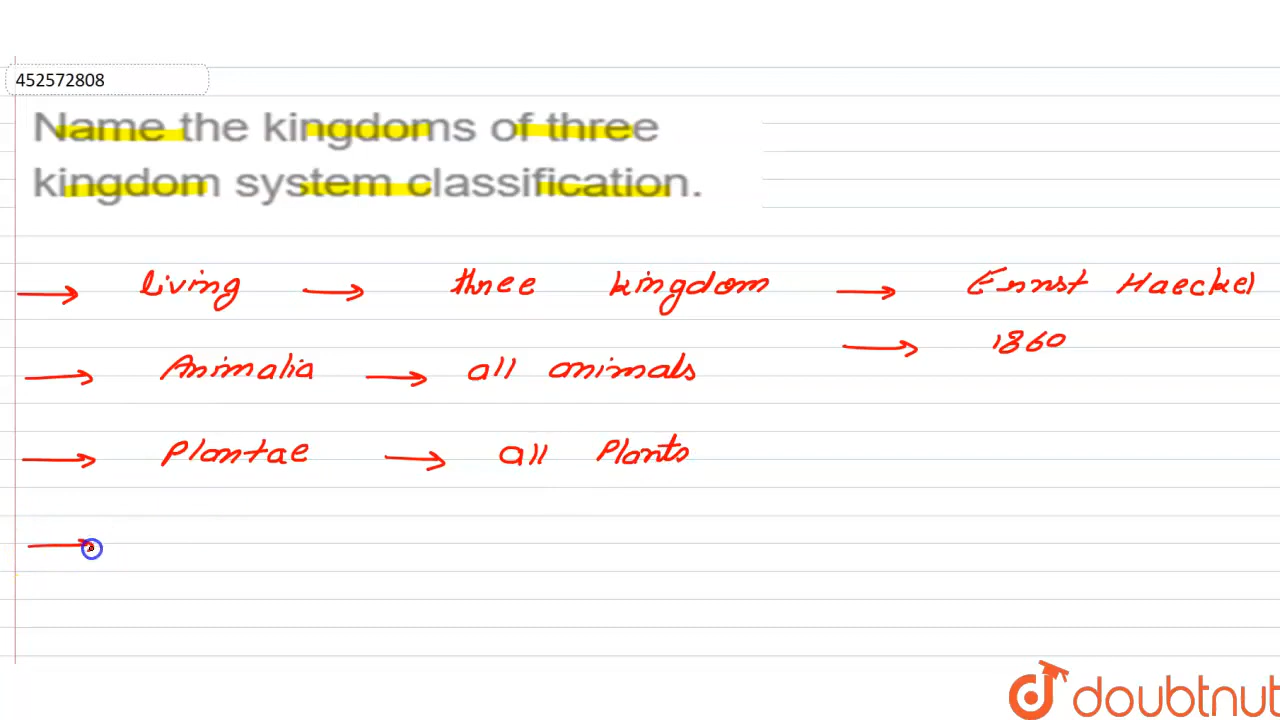 452572808
Name the kingdoms of three
kingdom system classification.
living three kingdom Ernst Haeckel
1860
Animalia all animals
Plantae all Plants
doubtnut